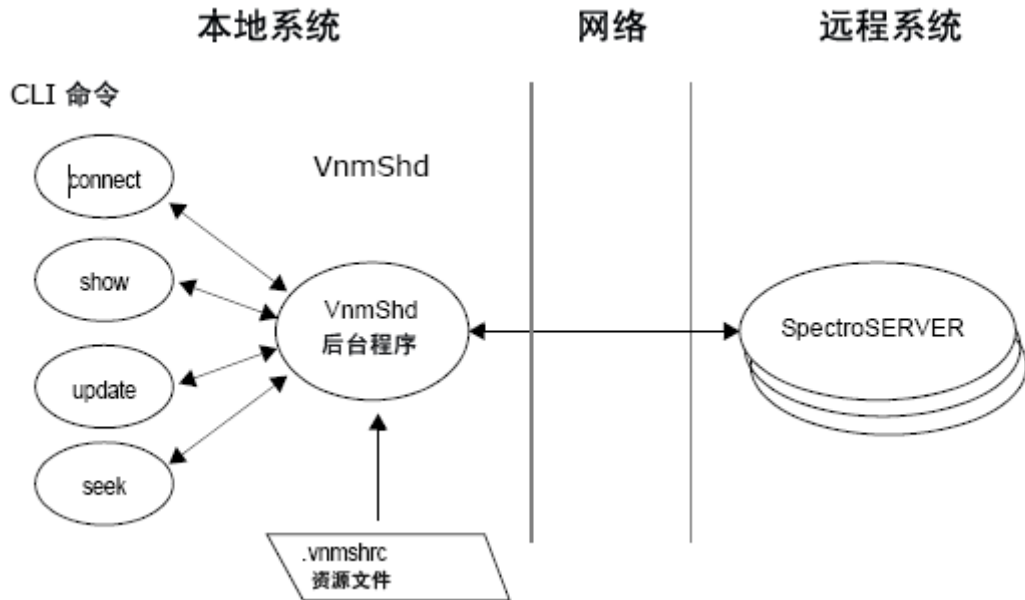 本地系统
网络
远程系统
CLI 命令
VnmShd
connect
show
update
seek
VnmShd
后台程序
SpectroSERVER
.vnmshrc
资源文件